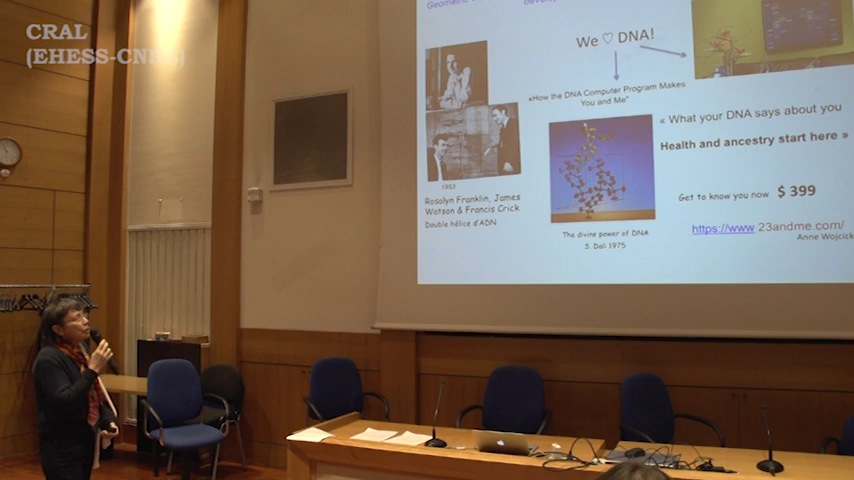 CRAL
(EHESS-CNRS)
Geometric
We ♡ DNA!
«How the DNA Computer Program Makes
You and Me"
« What your DNA says about you
Health and ancestry start here »
1953
Rosalyn Franklin, James
Watson & Francis Crick
Double hélice d'ADN
Get to know you now $ 399
The divine power of DNA
S. Dali 1975
https://www 23andme.com/
Anne Wojcick